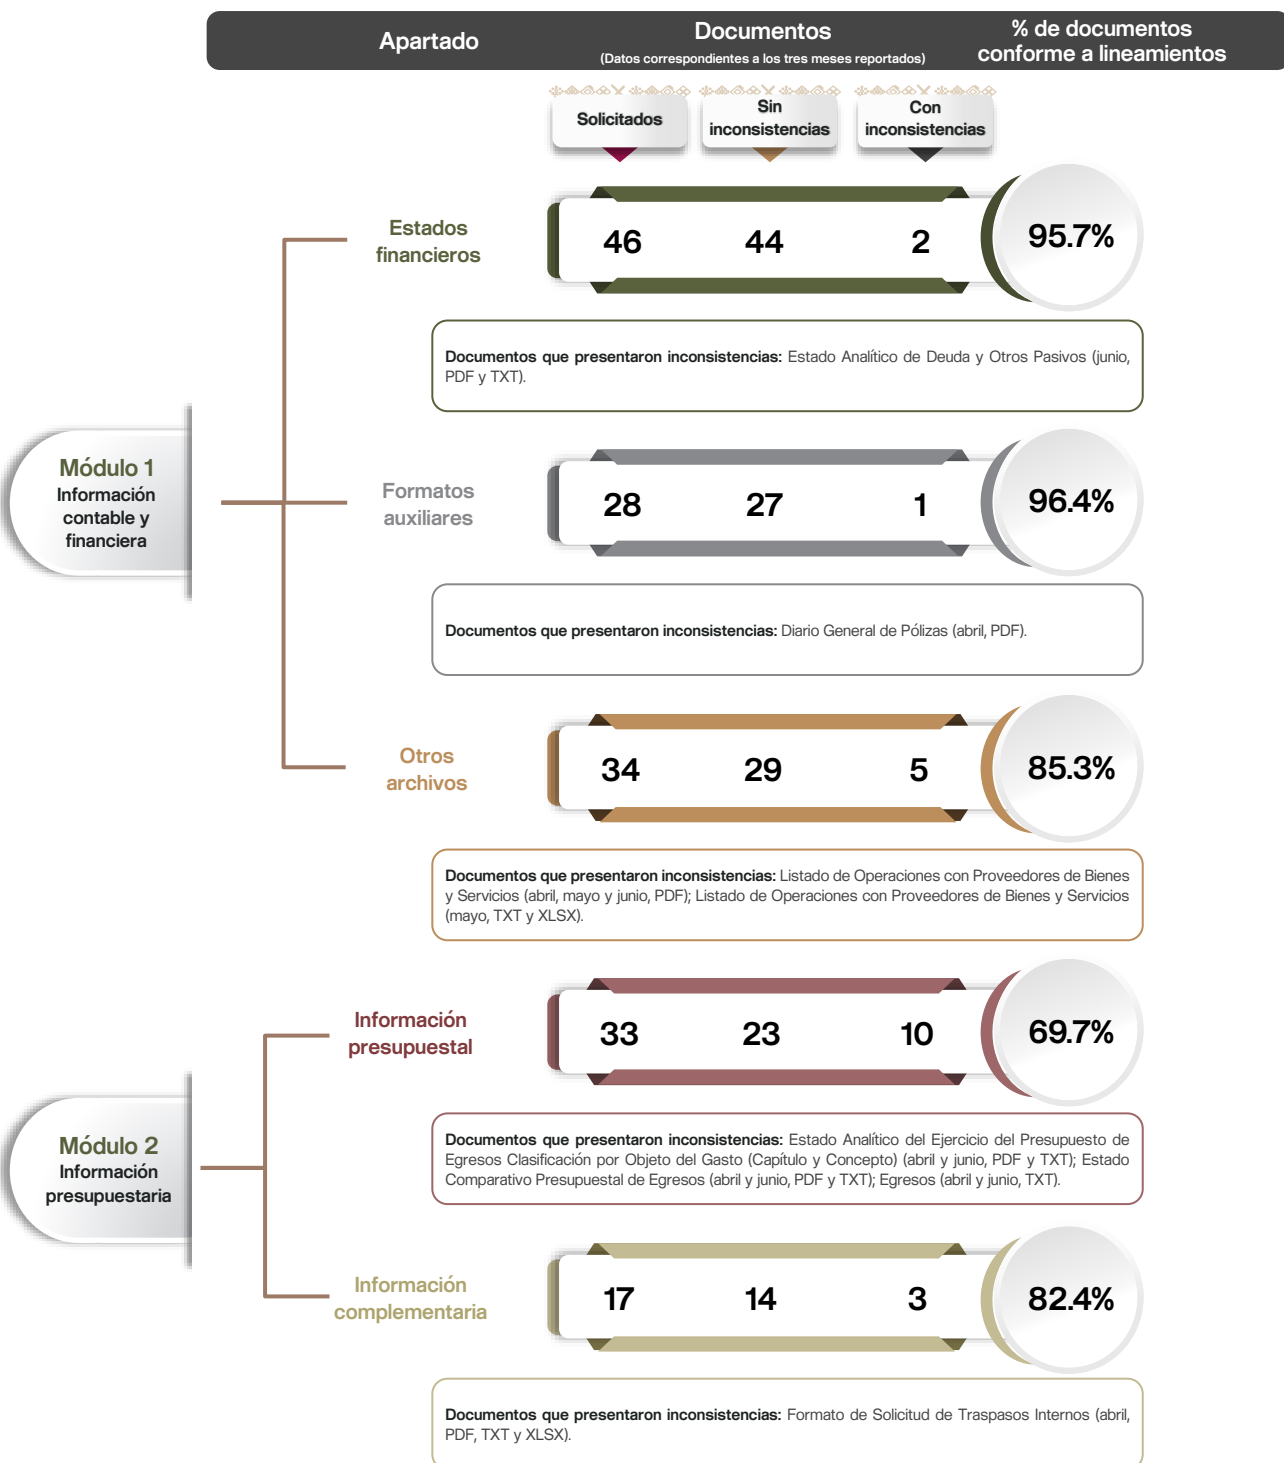 Apartado
Documentos
(Datos correspondientes a los tres meses reportados)
% de documentos
conforme a lineamientos
Solicitados
Sin
inconsistencias
Con
inconsistencias
Módulo 1
Información
contable y
financiera
Estados
financieros
46 44 2 95.7%
Documentos que presentaron inconsistencias: Estado Analítico de Deuda y Otros Pasivos (junio,
PDF y TXT).
Formatos
auxiliares
28 27 1 96.4%
Documentos que presentaron inconsistencias: Diario General de Pólizas (abril, PDF).
Otros
archivos
34 29 5 85.3%
Documentos que presentaron inconsistencias: Listado de Operaciones con Proveedores de Bienes
y Servicios (abril, mayo y junio, PDF); Listado de Operaciones con Proveedores de Bienes y Servicios
(mayo, TXT y XLSX).
Módulo 2
Información
presupuestaria
Información
presupuestal
33 23 10 69.7%
Documentos que presentaron inconsistencias: Estado Analítico del Ejercicio del Presupuesto de
Egresos Clasificación por Objeto del Gasto (Capítulo y Concepto) (abril y junio, PDF y TXT); Estado
Comparativo Presupuestal de Egresos (abril y junio, PDF y TXT); Egresos (abril y junio, TXT).
Información
complementaria
17 14 3 82.4%
Documentos que presentaron inconsistencias: Formato de Solicitud de Traspasos Internos (abril,
PDF, TXT y XLSX).